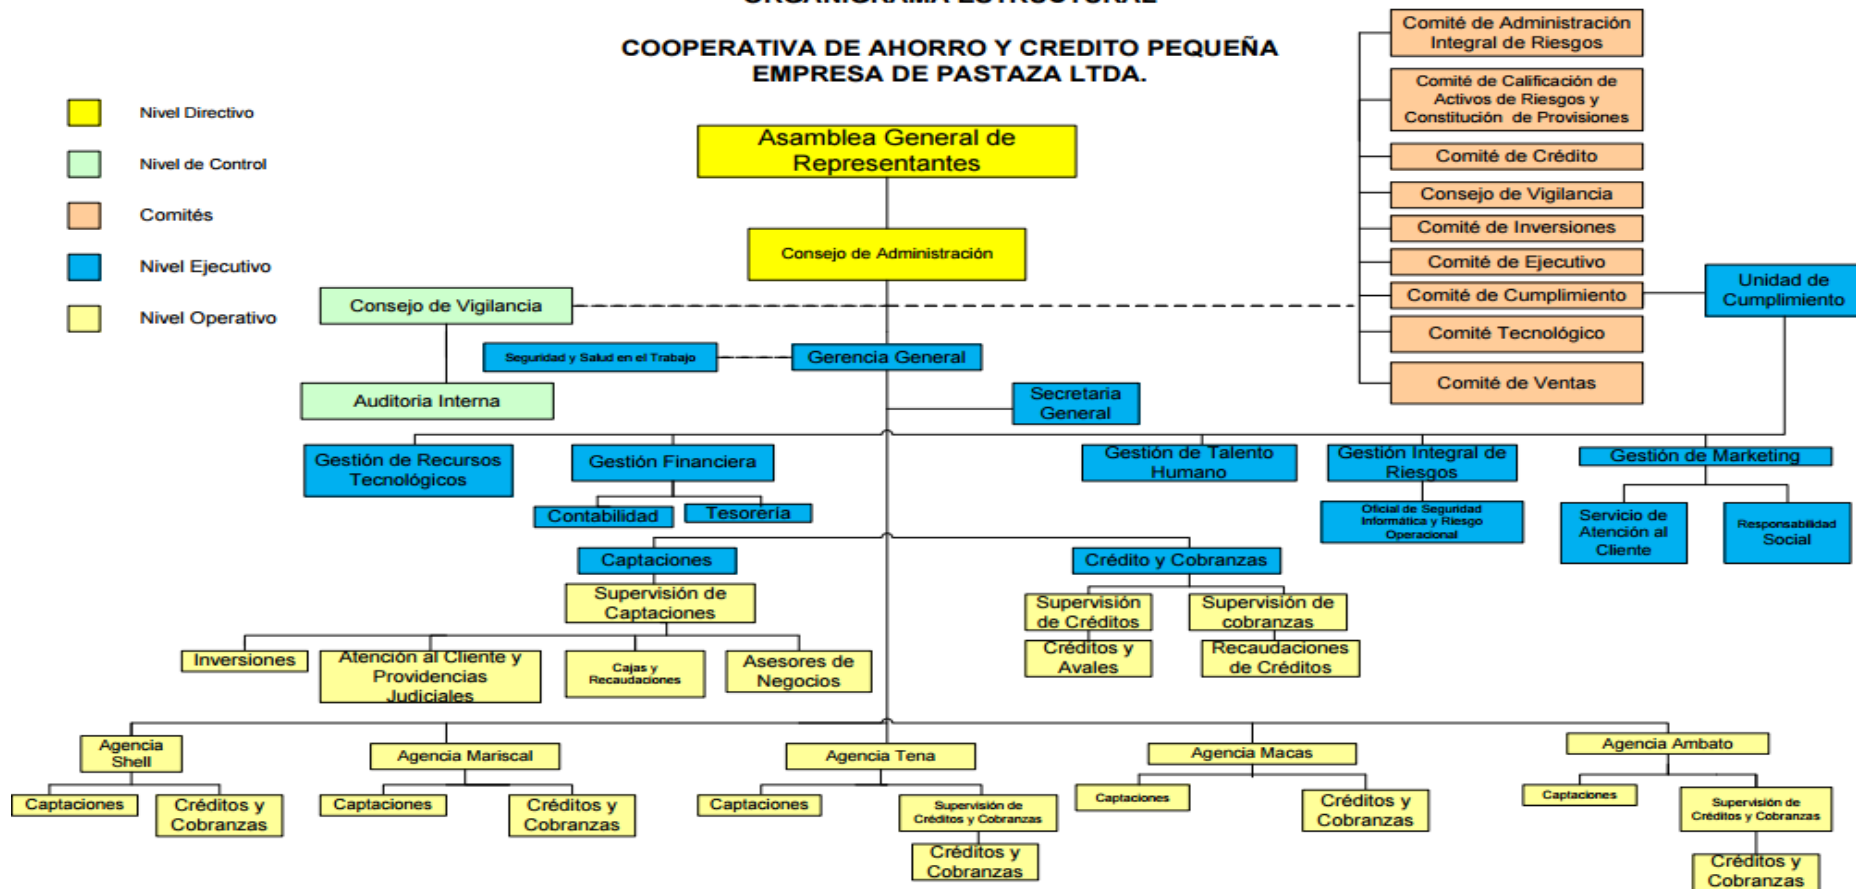 ORGANIGRAMA ESTRUCTURAL
COOPERATIVA DE AHORRO Y CREDITO PEQUEÑA
EMPRESA DE PASTAZA LTDA.
Nivel Directivo
Nivel de Control
Comités
Nivel Ejecutivo
Nivel Operativo
Asamblea General de
Representantes
Consejo de Administración
Consejo de Vigilancia
Auditoria Interna
Seguridad y Salud en el Trabajo
Gerencia General
Secretaria
General
Comité de Administración
Integral de Riesgos
Comité de Calificación de
Activos de Riesgos y
Constitución de Provisiones
Comité de Crédito
Consejo de Vigilancia
Comité de Inversiones
Comité de Ejecutivo
Comité de Cumplimiento
Comité Tecnológico
Comité de Ventas
Unidad de
Cumplimiento
Gestión de Recursos
Tecnológicos
Gestión Financiera
Contabilidad
Tesorería
Gestión de Talento
Humano
Gestión Integral de
Riesgos
Oficial de Seguridad
Informática y Riesgo
Operacional
Gestión de Marketing
Servicio de
Atención al
Cliente
Responsabilidad
Social
Captaciones
Supervisión de
Captaciones
Inversiones
Atención al Cliente y
Providencias
Judiciales
Cajas y
Recaudaciones
Asesores de
Negocios
Crédito y Cobranzas
Supervisión
de Créditos
Créditos y
Avales
Supervisión de
cobranzas
Recaudaciones
de Créditos
Agencia
Shell
Captaciones
Créditos y
Cobranzas
Agencia Mariscal
Captaciones
Créditos y
Cobranzas
Agencia Tena
Captaciones
Supervisión de
Créditos y Cobranzas
Créditos y
Cobranzas
Agencia Macas
Captaciones
Créditos y
Cobranzas
Agencia Ambato
Captaciones
Supervisión de
Créditos y Cobranzas
Créditos y
Cobranzas